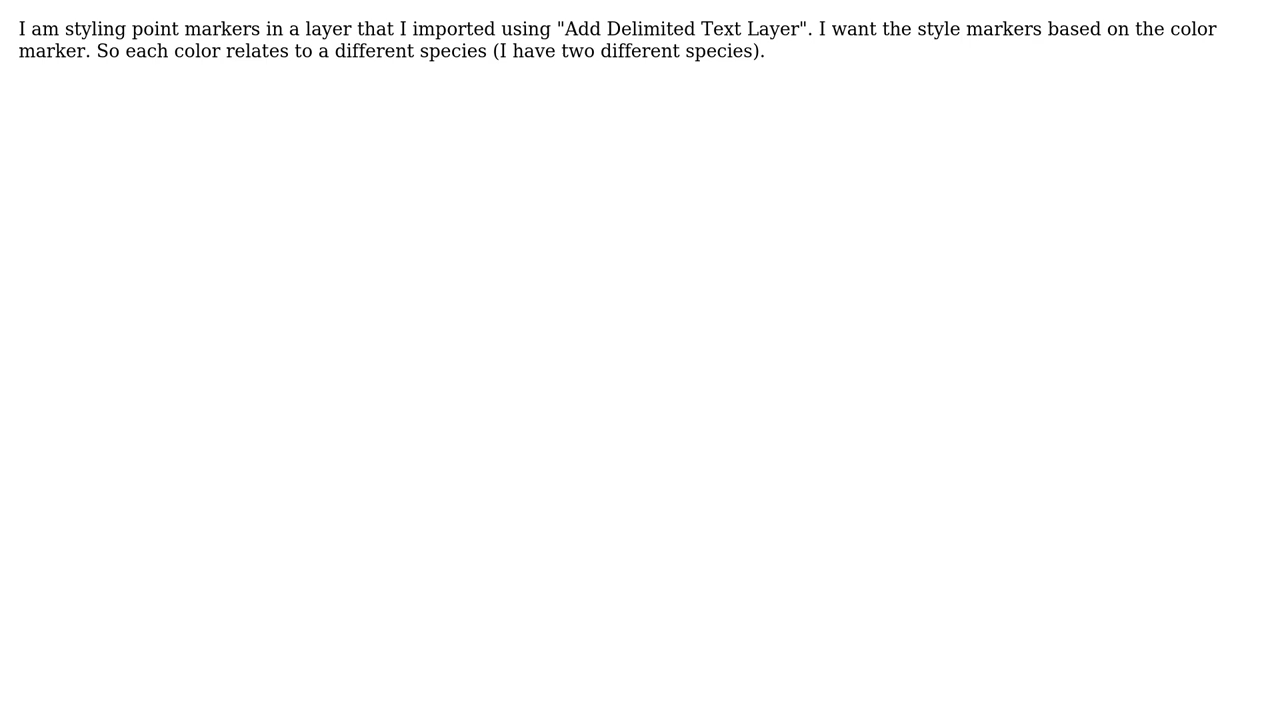 I am styling point markers in a layer that I imported using "Add Delimited Text Layer". I want the style markers based on the color
marker. So each color relates to a different species (I have two different species).